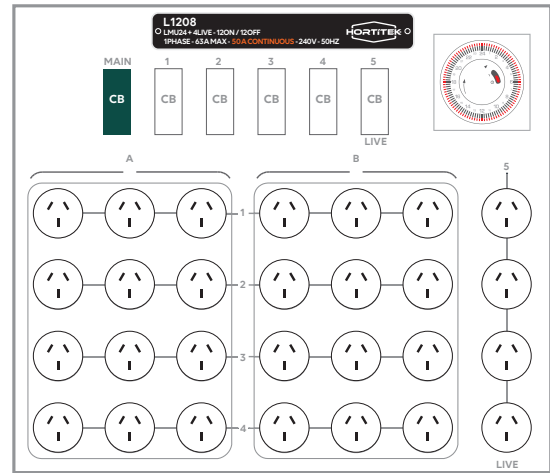 L1208
LMU24 + 4LIVE - 12ON / 12OFF
1PHASE - 63A MAX - 50A CONTINUOUS - 240V - 50HZ
HORTITEK
MAIN 1 2 3 4 5
CB CB CB CB CB CB
LIVE
A B
5
1
2
3
4
LIVE